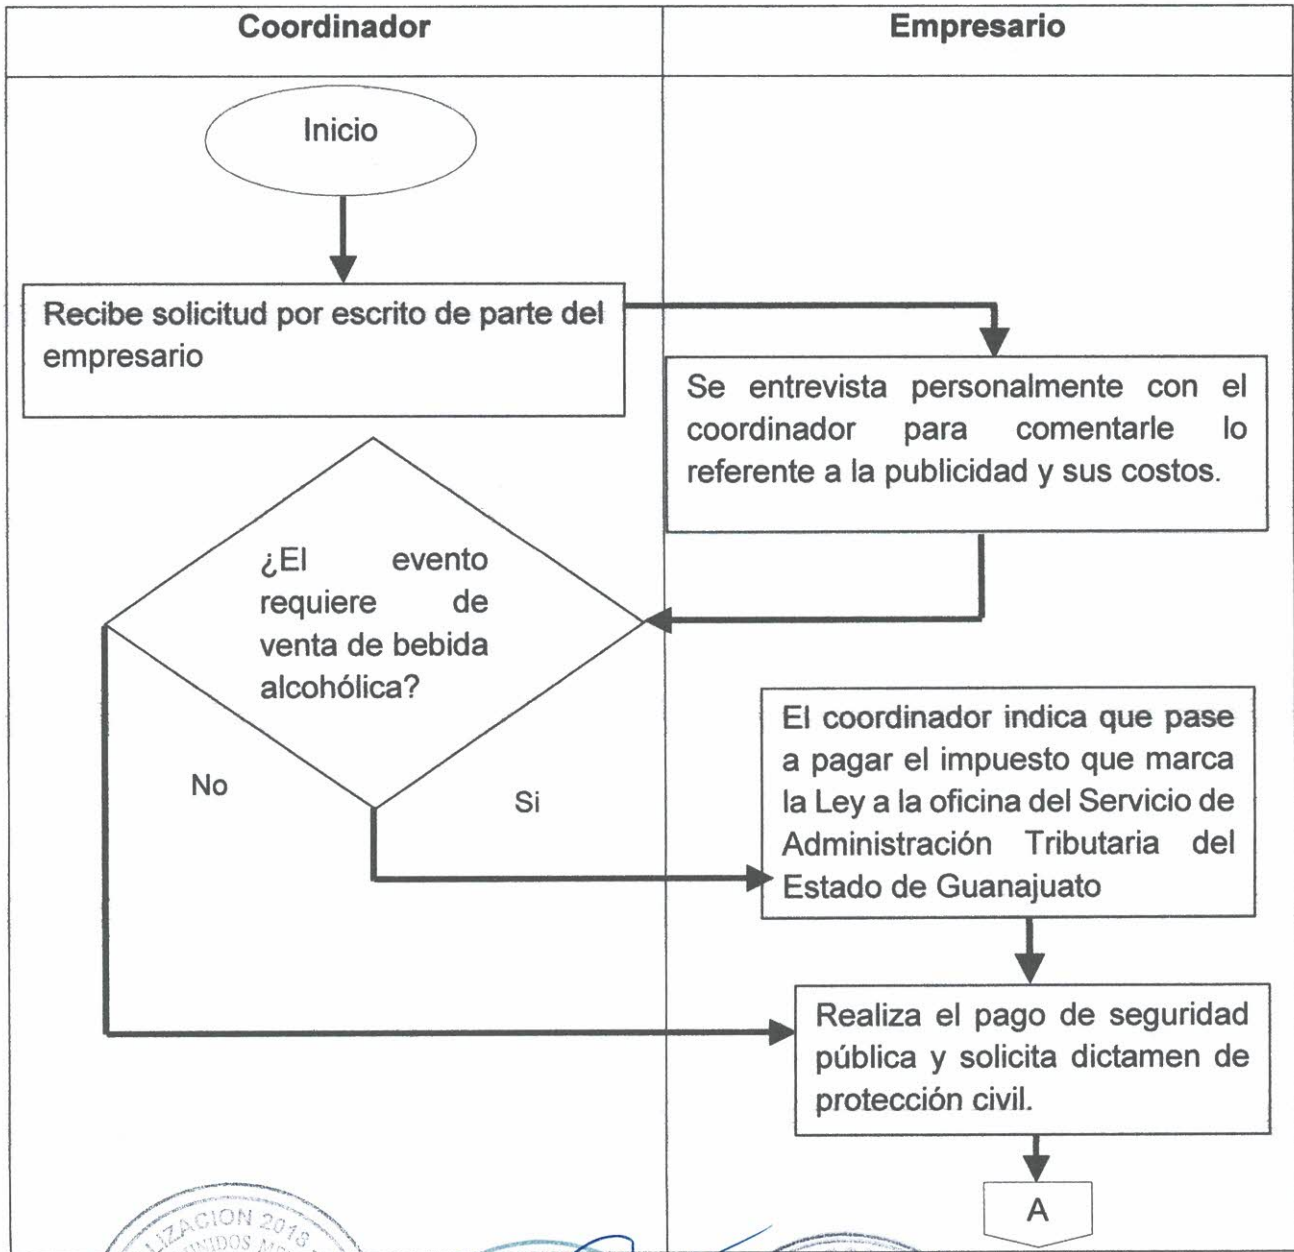 Coordinador
Empresario
Inicio
Recibe solicitud por escrito de parte del
empresario
Se entrevista personalmente con el
coordinador para comentarle lo
referente a la publicidad y sus costos.
¿El evento
requiere de
venta de bebida
alcohólica?
No
Si
El coordinador indica que pase
a pagar el impuesto que marca
la Ley a la oficina del Servicio de
Administración Tributaria del
Estado de Guanajuato
Realiza el pago de seguridad
pública y solicita dictamen de
protección civil.
A